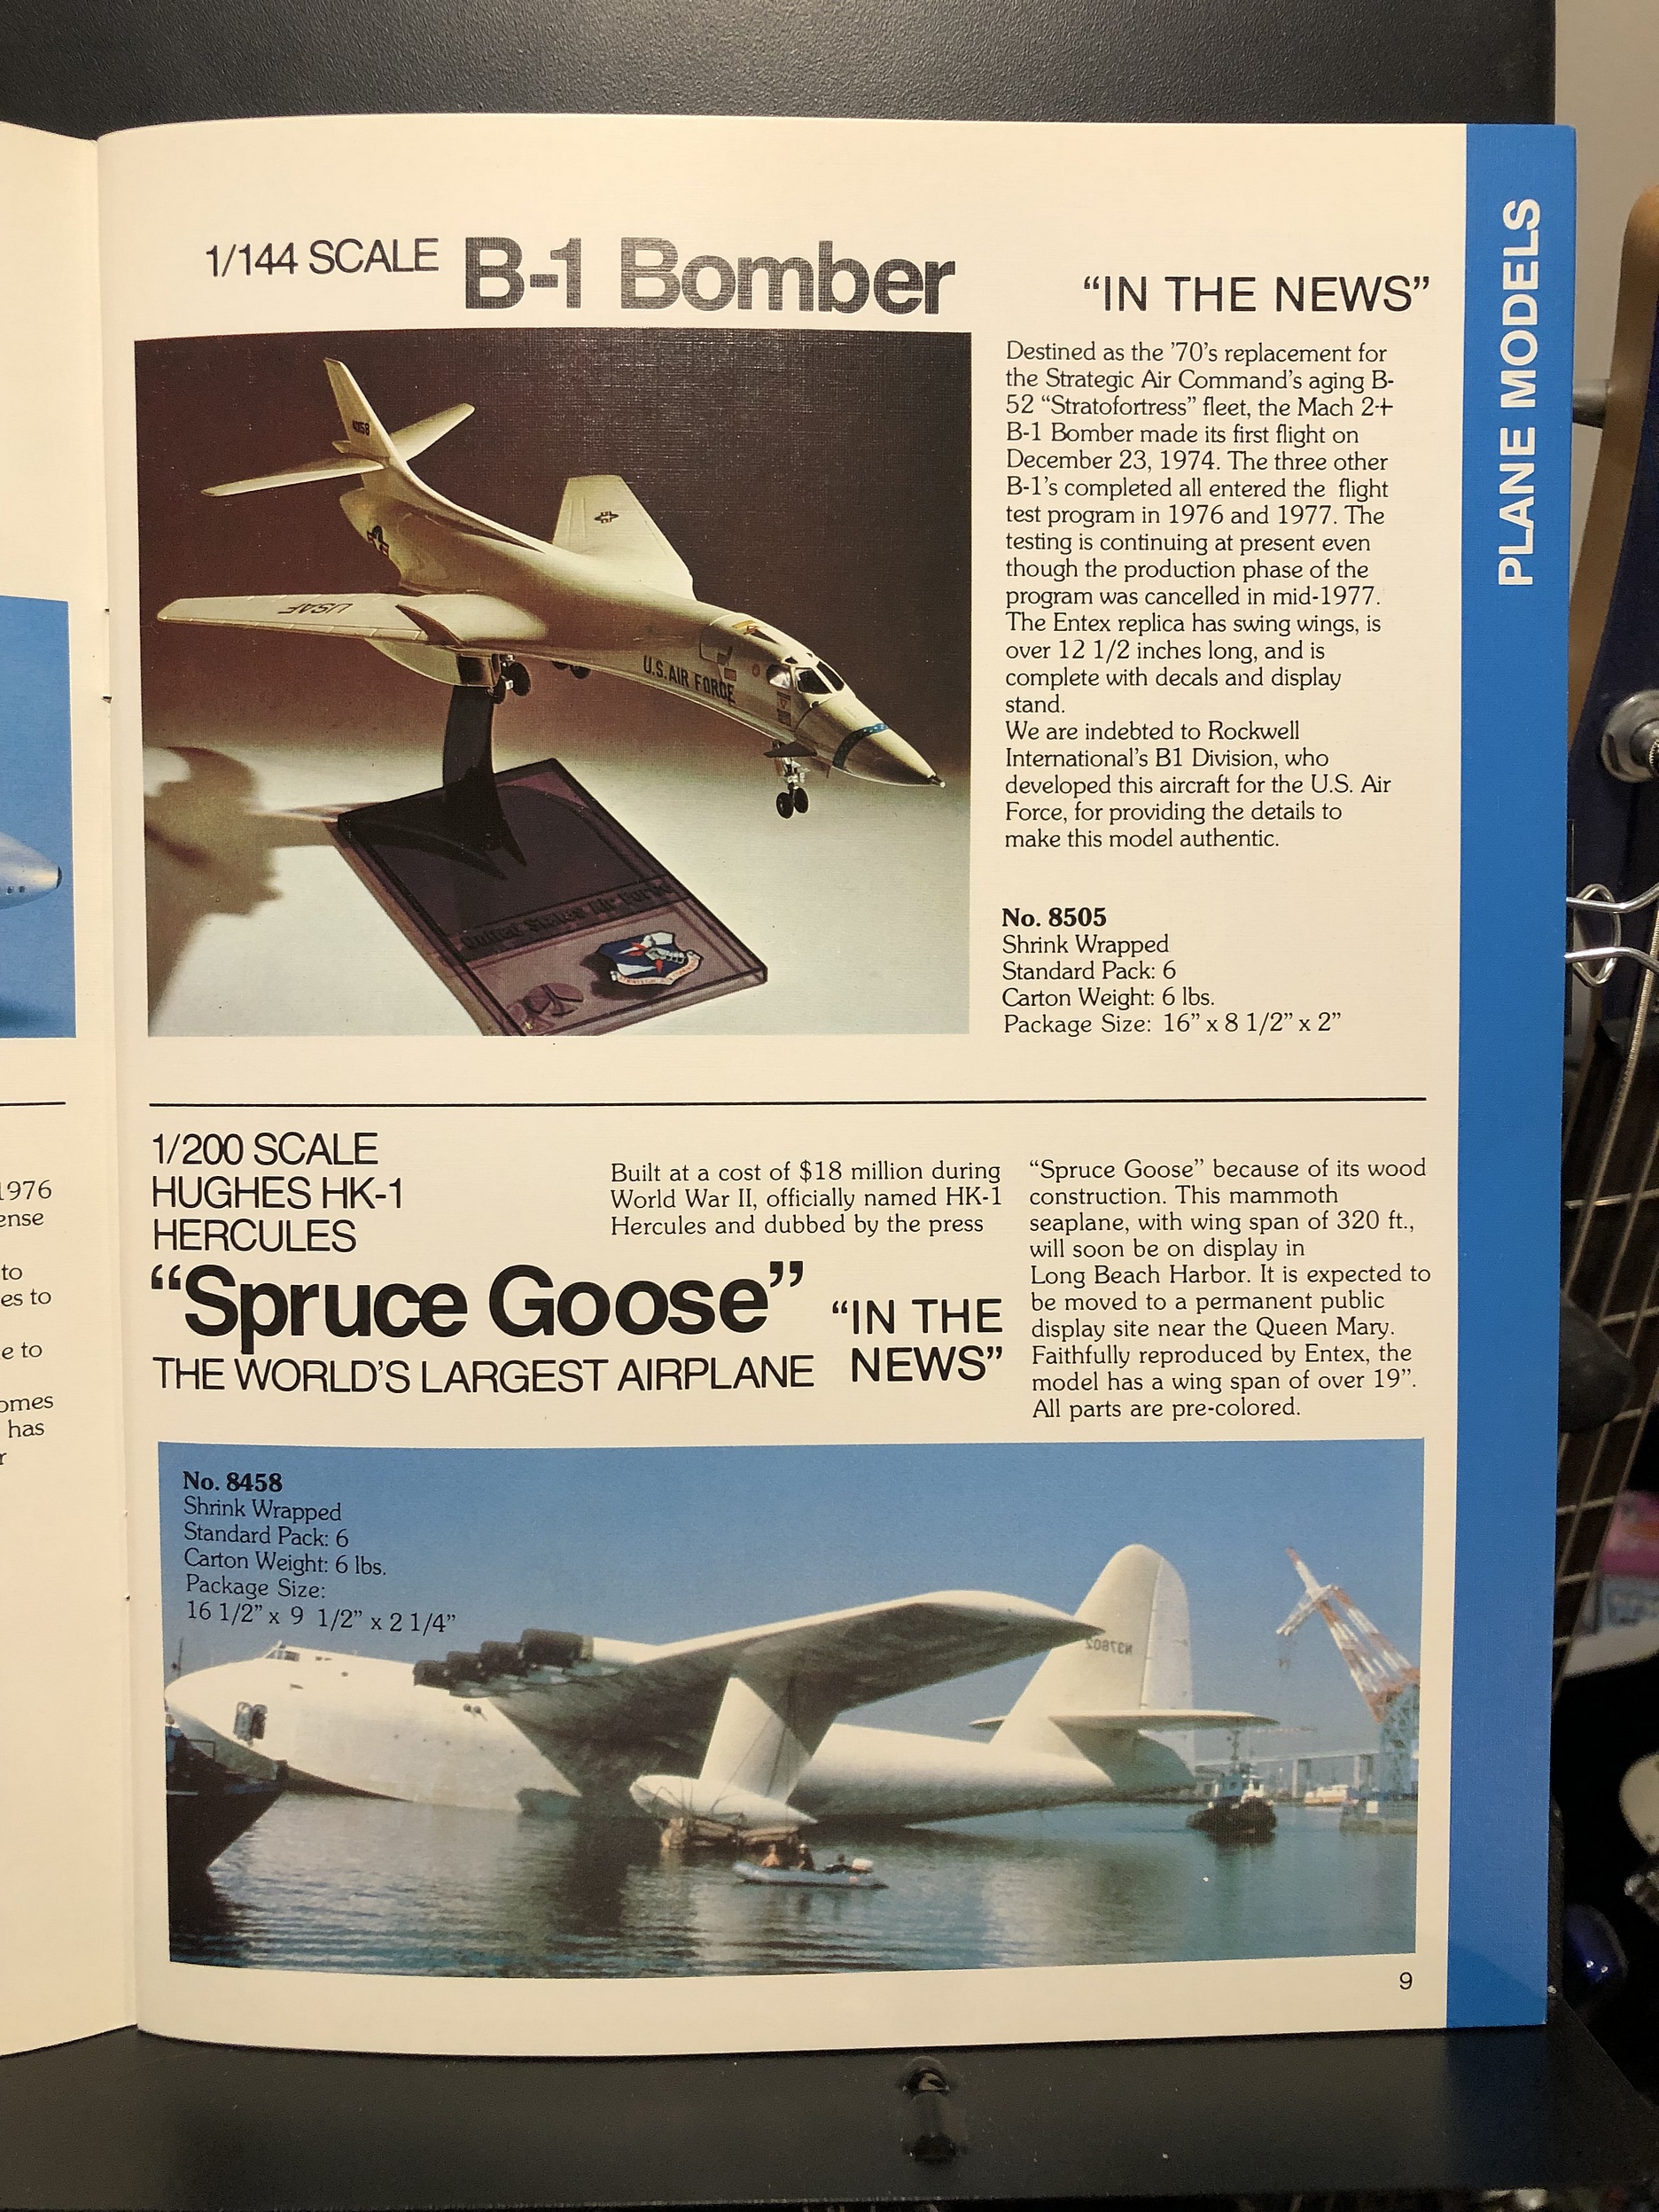 1/144 SCALE B-1 Bomber
“IN THE NEWS”
Destined as the ’70’s replacement for
the Strategic Air Command’s aging B-
52 “Stratofortress” fleet, the Mach 2+
B-1 Bomber made its first flight on
December 23, 1974. The three other
B-1’s completed all entered the flight
test program in 1976 and 1977. The
testing is continuing at present even
though the production phase of the
program was cancelled in mid-1977.
The Entex replica has swing wings, is
over 12 1/2 inches long, and is
complete with decals and display
stand.
We are indebted to Rockwell
International’s B1 Division, who
developed this aircraft for the U.S. Air
Force, for providing the details to
make this model authentic.
No. 8505
Shrink Wrapped
Standard Pack: 6
Carton Weight: 6 lbs.
Package Size: 16” x 8 1/2” x 2”
USAF
U.S. AIR FORCE
United States Air Force
PLANE MODELS
1/200 SCALE
HUGHES HK-1
HERCULES
“Spruce Goose”
THE WORLD’S LARGEST AIRPLANE
“IN THE
NEWS”
Built at a cost of $18 million during
World War II, officially named HK-1
Hercules and dubbed by the press
“Spruce Goose” because of its wood
construction. This mammoth
seaplane, with wing span of 320 ft.,
will soon be on display in
Long Beach Harbor. It is expected to
be moved to a permanent public
display site near the Queen Mary.
Faithfully reproduced by Entex, the
model has a wing span of over 19”.
All parts are pre-colored.
No. 8458
Shrink Wrapped
Standard Pack: 6
Carton Weight: 6 lbs.
Package Size:
16 1/2” x 9 1/2” x 2 1/4”
N37602
9
1976
to
es to
e to
has